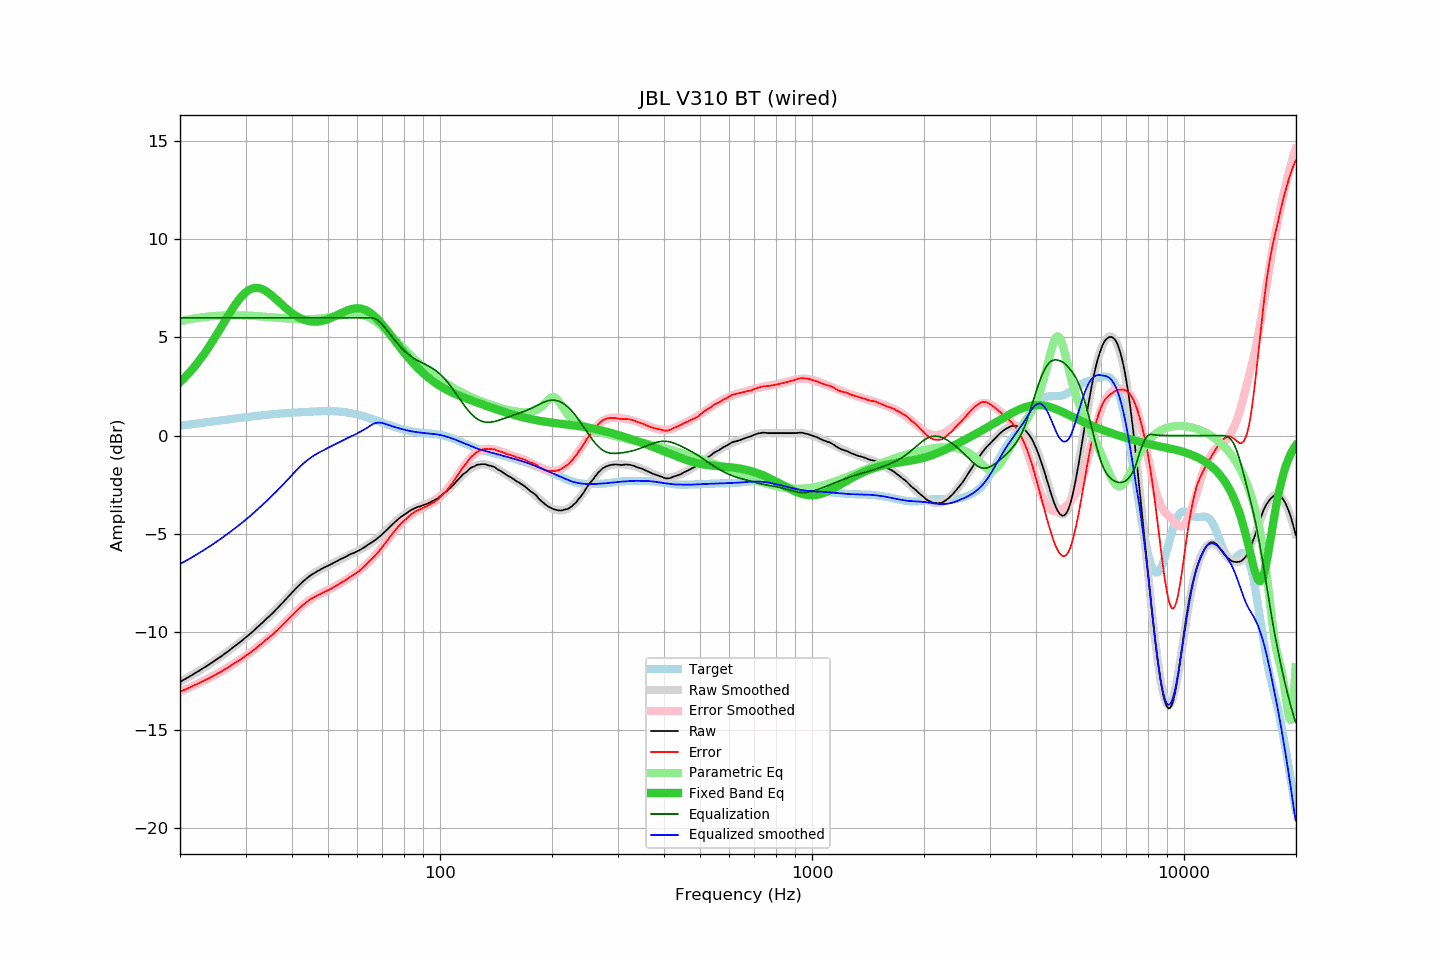 JBL V310 BT (wired)
15
10
5
0
−5
−10
−15
−20
Amplitude (dBr)
Target
Raw Smoothed
Error Smoothed
Raw
Error
Parametric Eq
Fixed Band Eq
Equalization
Equalized smoothed
100
1000
10000
Frequency (Hz)